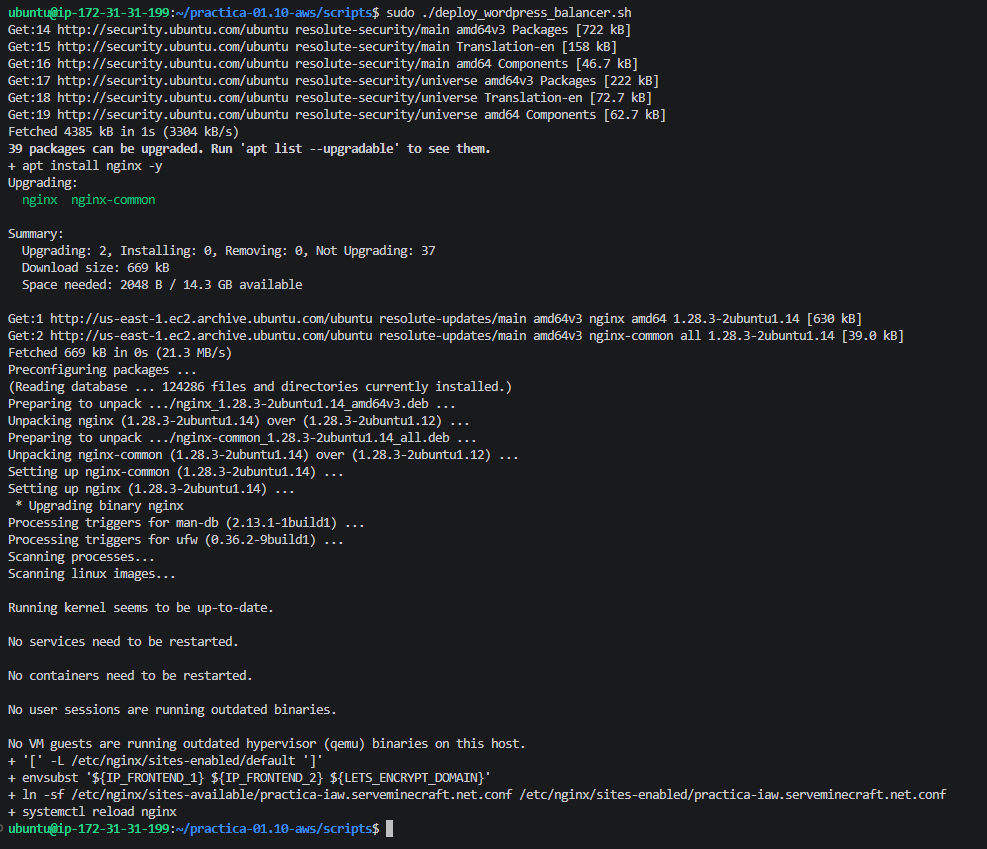 ubuntu@ip-172-31-31-199:~/practica-01.10-aws/scripts$ sudo ./deploy_wordpress_balancer.sh
Get:14 http://security.ubuntu.com/ubuntu resolute-security/main amd64v3 Packages [722 kB]
Get:15 http://security.ubuntu.com/ubuntu resolute-security/main Translation-en [158 kB]
Get:16 http://security.ubuntu.com/ubuntu resolute-security/main amd64 Components [46.7 kB]
Get:17 http://security.ubuntu.com/ubuntu resolute-security/universe amd64v3 Packages [222 kB]
Get:18 http://security.ubuntu.com/ubuntu resolute-security/universe Translation-en [72.7 kB]
Get:19 http://security.ubuntu.com/ubuntu resolute-security/universe amd64 Components [62.7 kB]
Fetched 4385 kB in 1s (3304 kB/s)
39 packages can be upgraded. Run 'apt list --upgradable' to see them.
+ apt install nginx -y
Upgrading:
  nginx  nginx-common

Summary:
  Upgrading: 2, Installing: 0, Removing: 0, Not Upgrading: 37
  Download size: 669 kB
  Space needed: 2048 B / 14.3 GB available

Get:1 http://us-east-1.ec2.archive.ubuntu.com/ubuntu resolute-updates/main amd64v3 nginx amd64 1.28.3-2ubuntu1.14 [630 kB]
Get:2 http://us-east-1.ec2.archive.ubuntu.com/ubuntu resolute-updates/main amd64v3 nginx-common all 1.28.3-2ubuntu1.14 [39.0 kB]
Fetched 669 kB in 0s (21.3 MB/s)
Preconfiguring packages ...
(Reading database ... 124286 files and directories currently installed.)
Preparing to unpack .../nginx_1.28.3-2ubuntu1.14_amd64v3.deb ...
Unpacking nginx (1.28.3-2ubuntu1.14) over (1.28.3-2ubuntu1.12) ...
Preparing to unpack .../nginx-common_1.28.3-2ubuntu1.14_all.deb ...
Unpacking nginx-common (1.28.3-2ubuntu1.14) over (1.28.3-2ubuntu1.12) ...
Setting up nginx-common (1.28.3-2ubuntu1.14) ...
Setting up nginx (1.28.3-2ubuntu1.14) ...
 * Upgrading binary nginx
Processing triggers for man-db (2.13.1-1build1) ...
Processing triggers for ufw (0.36.2-9build1) ...
Scanning processes...
Scanning linux images...

Running kernel seems to be up-to-date.

No services need to be restarted.

No containers need to be restarted.

No user sessions are running outdated binaries.

No VM guests are running outdated hypervisor (qemu) binaries on this host.
+ '[' -L /etc/nginx/sites-enabled/default ']'
+ envsubst '${IP_FRONTEND_1} ${IP_FRONTEND_2} ${LETS_ENCRYPT_DOMAIN}'
+ ln -sf /etc/nginx/sites-available/practica-iaw.serveminecraft.net.conf /etc/nginx/sites-enabled/practica-iaw.serveminecraft.net.conf
+ systemctl reload nginx
ubuntu@ip-172-31-31-199:~/practica-01.10-aws/scripts$